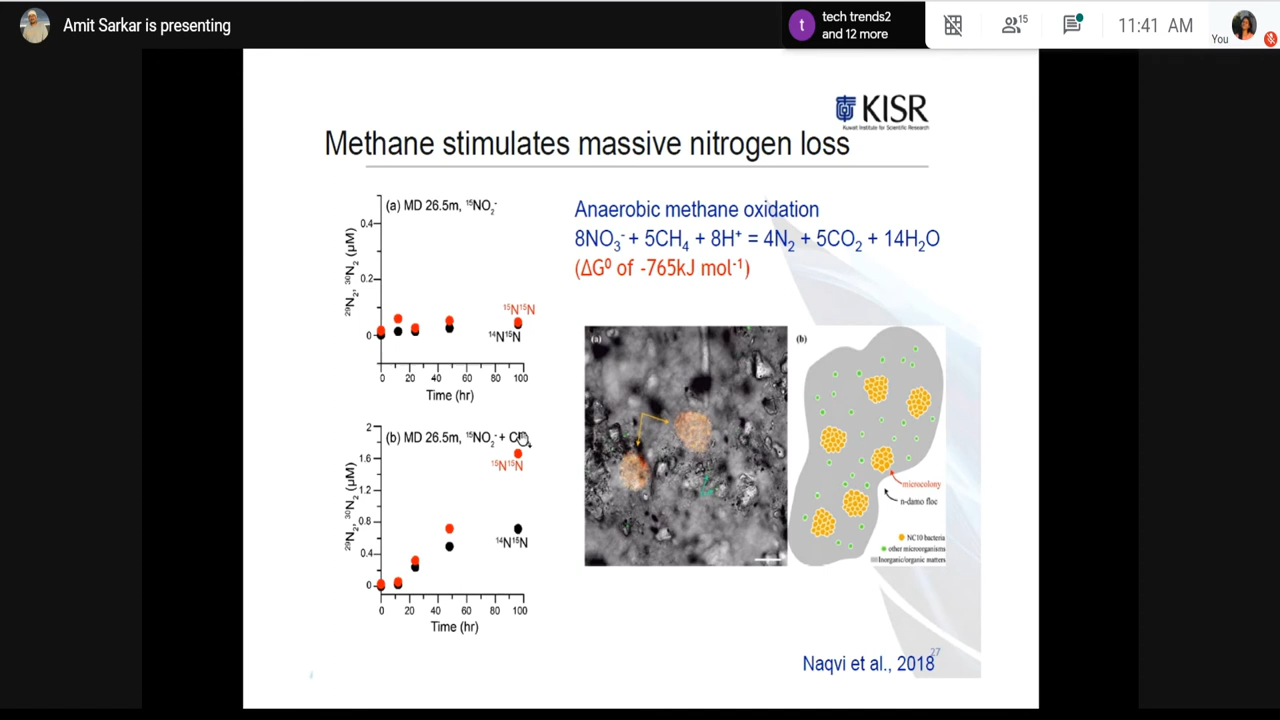 Amit Sarkar is presenting
t
tech trends2
and 12 more
15
11:41 AM
You
KISR
Kuwait Institute for Scientific Research
Methane stimulates massive nitrogen loss
(a) MD 26.5m, ¹⁵NO₂⁻
²⁹N₂, ³⁰N₂ (µM)
0.4
0.2
0
¹⁵N¹⁵N
¹⁴N¹⁵N
0 20 40 60 80 100
Time (hr)
(b) MD 26.5m, ¹⁵NO₂⁻ +
²⁹N₂, ³⁰N₂ (µM)
2
1.6
1.2
0.8
0.4
0
¹⁵N¹⁵N
¹⁴N¹⁵N
0 20 40 60 80 100
Time (hr)
Anaerobic methane oxidation
8NO₃⁻ + 5CH₄ + 8H⁺ = 4N₂ + 5CO₂ + 14H₂O
(ΔG⁰ of -765kJ mol⁻¹)
(a)
(b)
microcolony
n-damo floc
NC10 bacteria
other microorganisms
Inorganic/organic matters
Naqvi et al., 2018
27